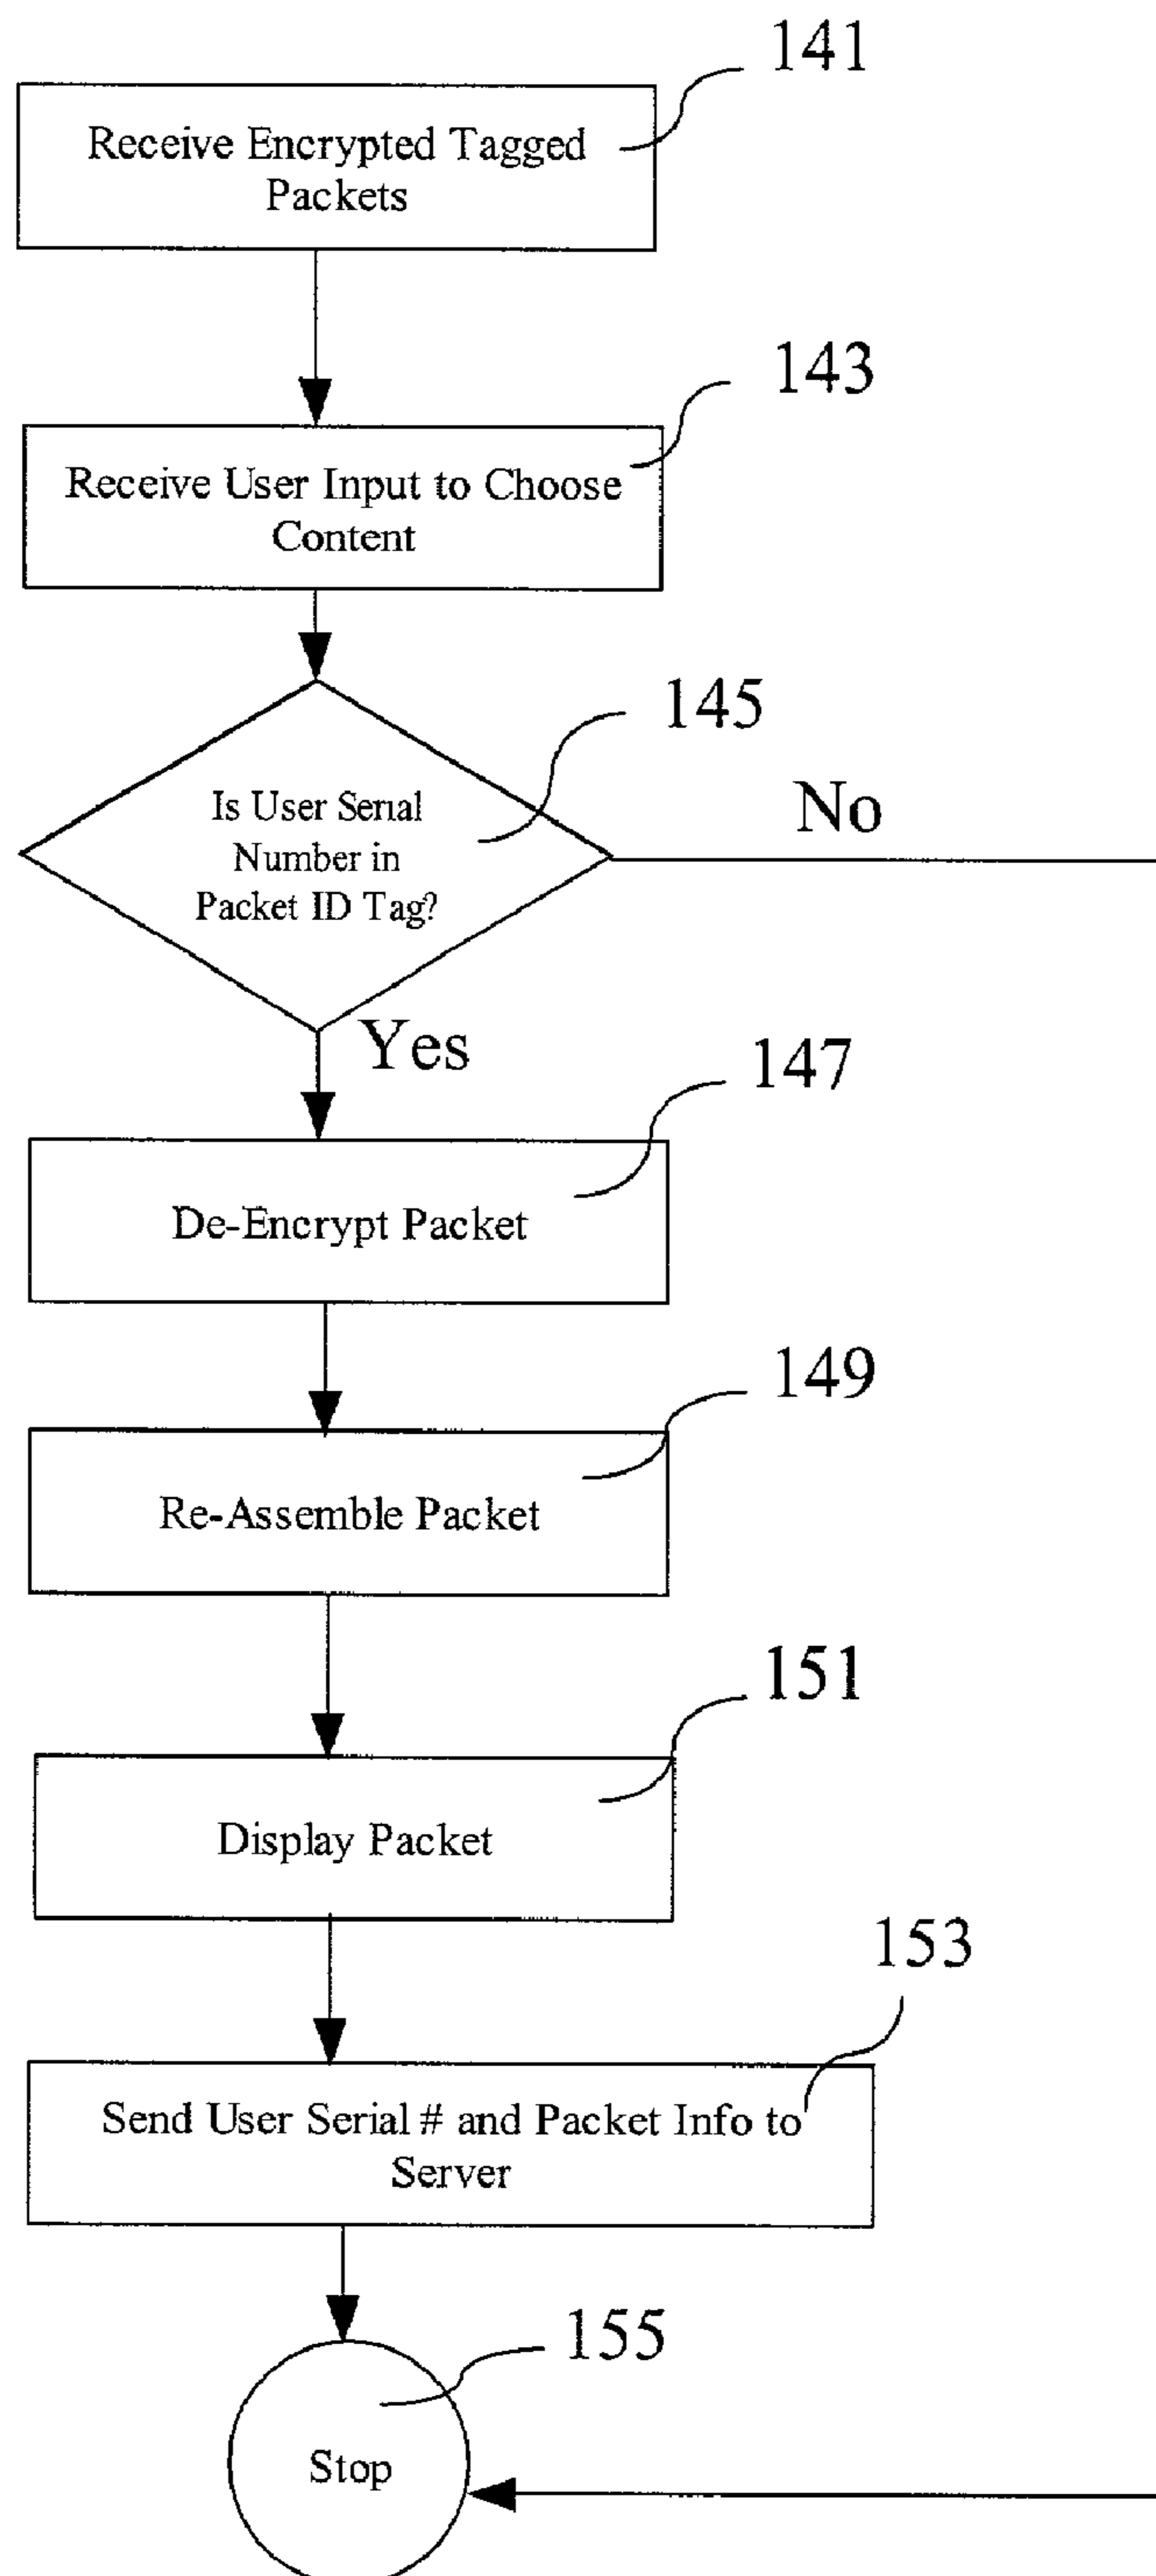 141
Receive Encrypted Tagged
Packets
143
Receive User Input to Choose
Content
145
Is User Serial
Number in
Packet ID Tag?
No
Yes
147
De-Encrypt Packet
149
Re-Assemble Packet
151
Display Packet
153
Send User Serial # and Packet Info to
Server
155
Stop